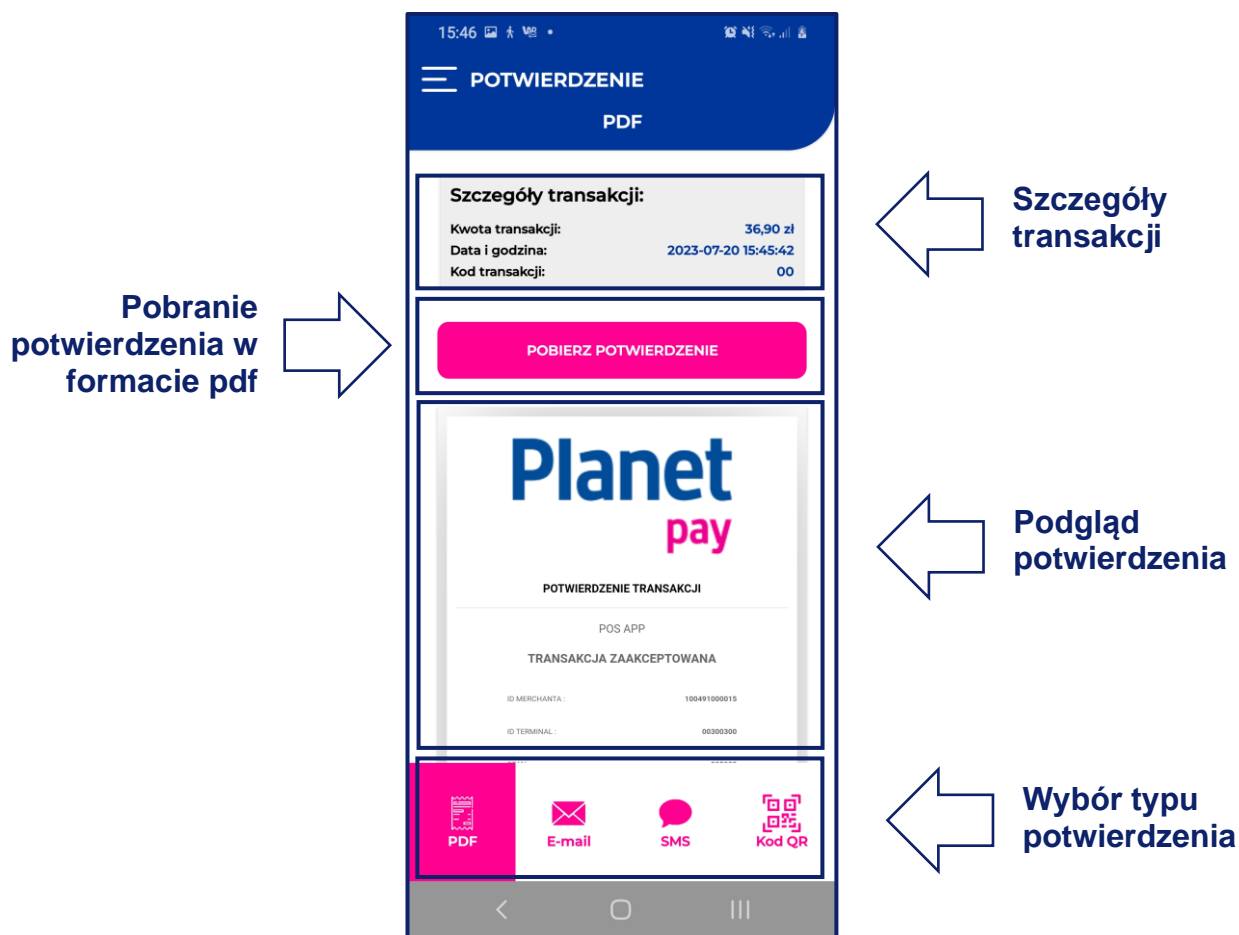 15:46
POTWIERDZENIE
PDF
Szczegóły transakcji:
Kwota transakcji: 36,90 zł
Data i godzina: 2023-07-20 15:45:42
Kod transakcji: 00
Szczegóły
transakcji
Pobranie
potwierdzenia w
formacie pdf
POBIERZ POTWIERDZENIE
Planet
pay
POTWIERDZENIE TRANSAKCJI
POS APP
TRANSAKCJA ZAAKCEPTOWANA
ID MERCHANTA : 100491000015
ID TERMINAL : 00300300
Podgląd
potwierdzenia
PDF
E-mail
SMS
Kod QR
Wybór typu
potwierdzenia